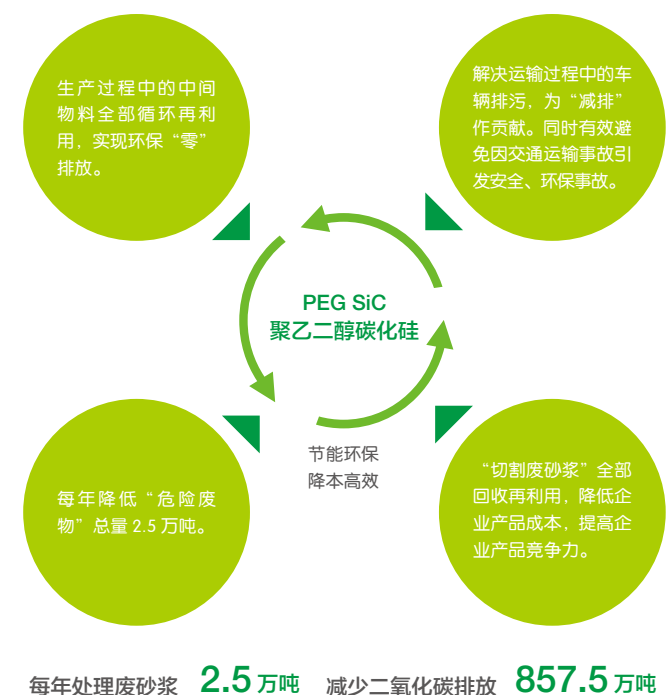 生产过程中的中间
物料全部循环再利
用，实现环保“零”
排放。
解决运输过程中的车
辆排污，为“减排”
作贡献。同时有效避
免因交通运输事故引
发安全、环保事故。
PEG SiC
聚乙二醇碳化硅
节能环保
降本高效
每年降低“危险废
物”总量 2.5 万吨。
“切割废砂浆”全部
回收再利用，降低企
业产品成本，提高企
业产品竞争力。
每年处理废砂浆 2.5 万吨 减少二氧化碳排放 857.5 万吨